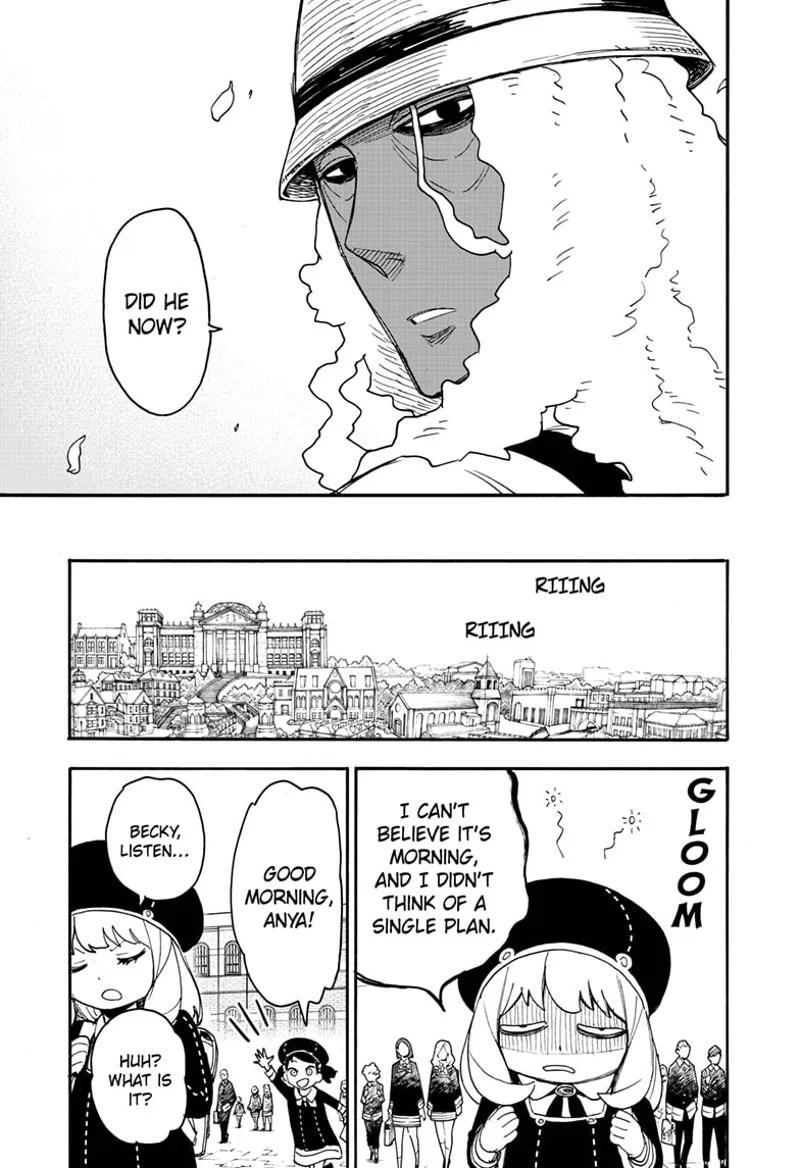 DID HE
NOW?
RIIING
RIIING
GLOOM
I CAN'T
BELIEVE IT'S
MORNING,
AND I DIDN'T
THINK OF A
SINGLE PLAN.
GOOD
MORNING,
ANYA!
BECKY,
LISTEN...
HUH?
WHAT IS
IT?